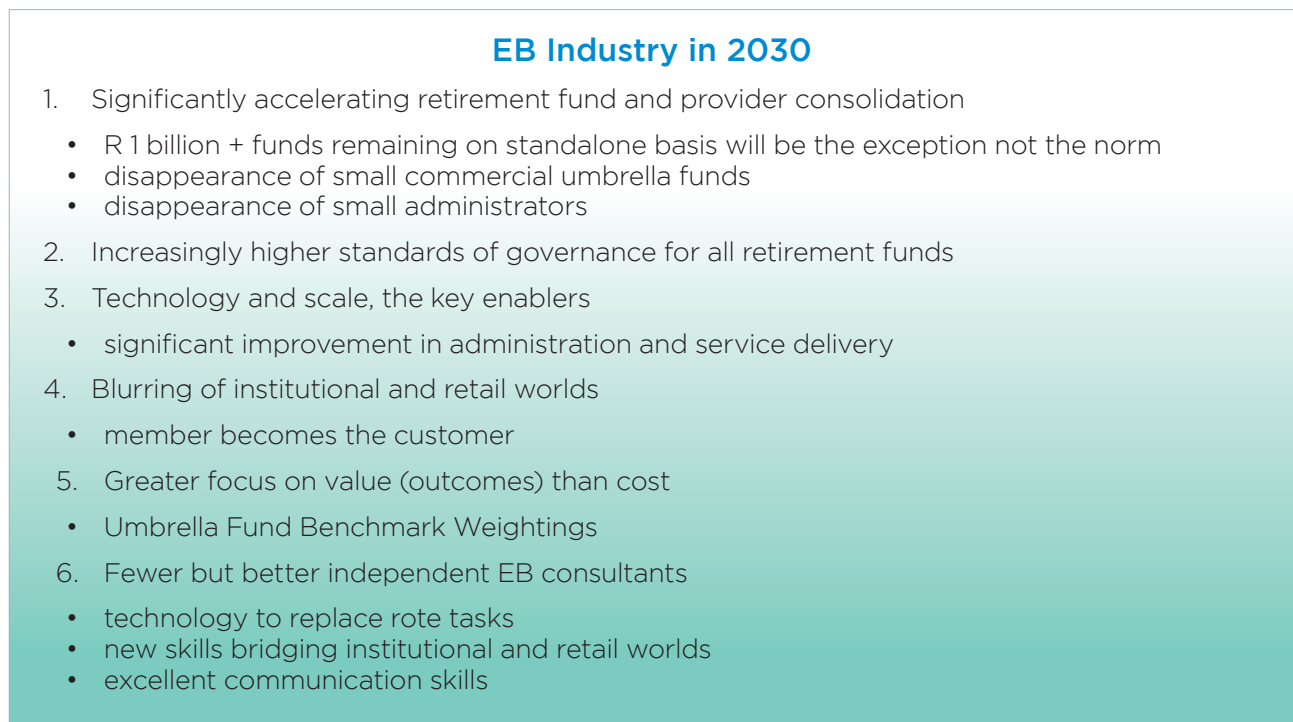 EB Industry in 2030
1. Significantly accelerating retirement fund and provider consolidation
• R 1 billion + funds remaining on standalone basis will be the exception not the norm
• disappearance of small commercial umbrella funds
• disappearance of small administrators
2. Increasingly higher standards of governance for all retirement funds
3. Technology and scale, the key enablers
• significant improvement in administration and service delivery
4. Blurring of institutional and retail worlds
• member becomes the customer
5. Greater focus on value (outcomes) than cost
• Umbrella Fund Benchmark Weightings
6. Fewer but better independent EB consultants
• technology to replace rote tasks
• new skills bridging institutional and retail worlds
• excellent communication skills